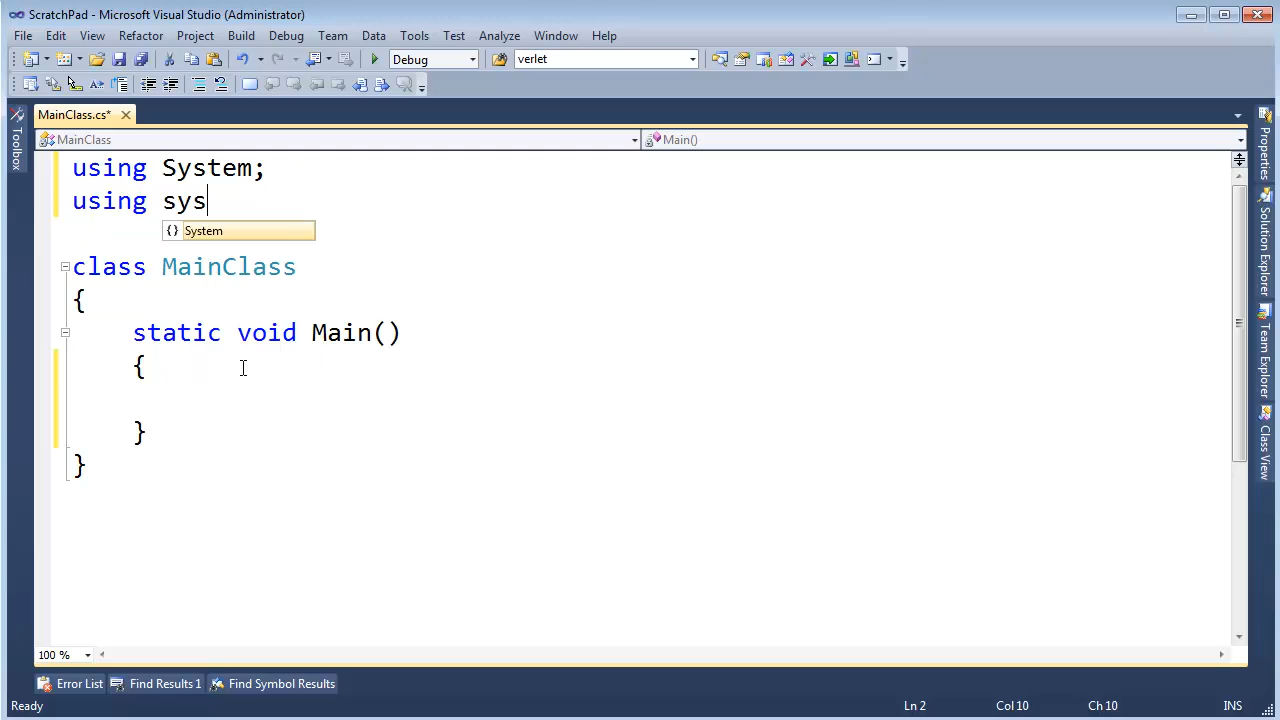 ScratchPad - Microsoft Visual Studio (Administrator)
File Edit View Refactor Project Build Debug Team Data Tools Test Analyze Window Help
Debug verlet
MainClass.cs*
MainClass Main()
Toolbox
using System;
using sys
{} System
class MainClass
{
static void Main()
{
}
}
Properties
Solution Explorer
Team Explorer
Class View
100 %
Error List Find Results 1 Find Symbol Results
Ready Ln 2 Col 10 Ch 10 INS